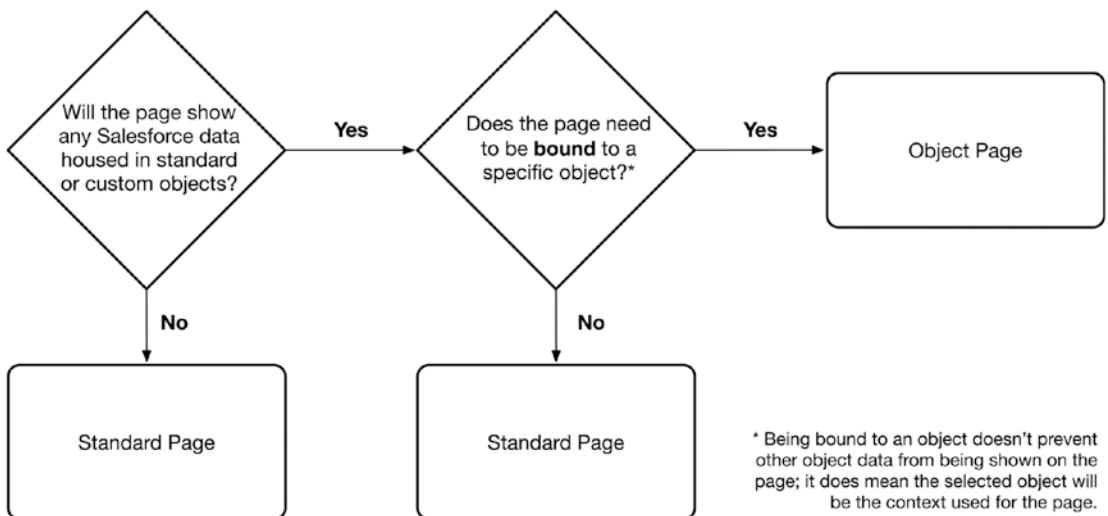 Will the page show
any Salesforce data
housed in standard
or custom objects?
Yes
Does the page need
to be bound to a
specific object?*
Yes
Object Page
No
No
Standard Page
Standard Page
* Being bound to an object doesn't prevent
other object data from being shown on the
page; it does mean the selected object will
be the context used for the page.